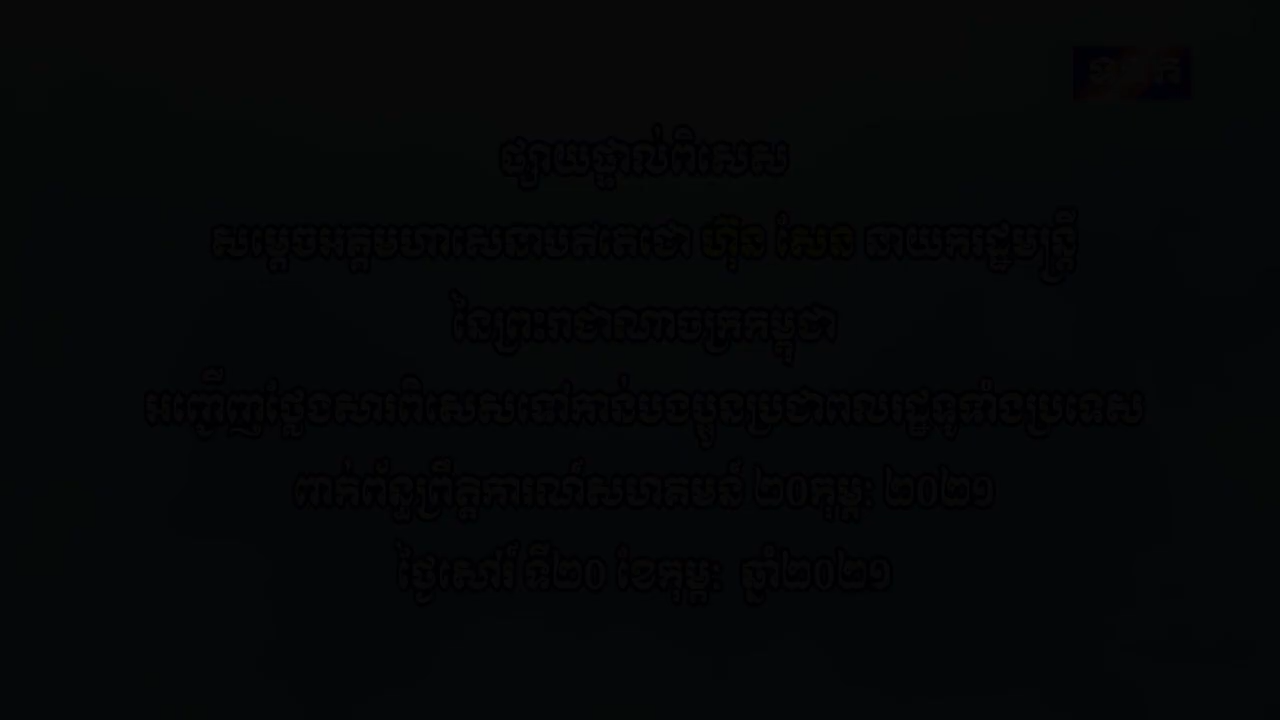 ផ្សាយផ្ទាល់ពិសេស
សម្តេចអគ្គមហាសេនាបតីតេជោ ហ៊ុន សែន នាយករដ្ឋមន្ត្រី
នៃព្រះរាជាណាចក្រកម្ពុជា
អញ្ជើញថ្លែងសារពិសេសទៅកាន់បងប្អូនប្រជាពលរដ្ឋទូទាំងប្រទេស
ពាក់ព័ន្ធព្រឹត្តការណ៍សហគមន៍ ២០កុម្ភៈ ២០២១
ថ្ងៃសៅរ៍ ទី២០ ខែកុម្ភៈ ឆ្នាំ២០២១